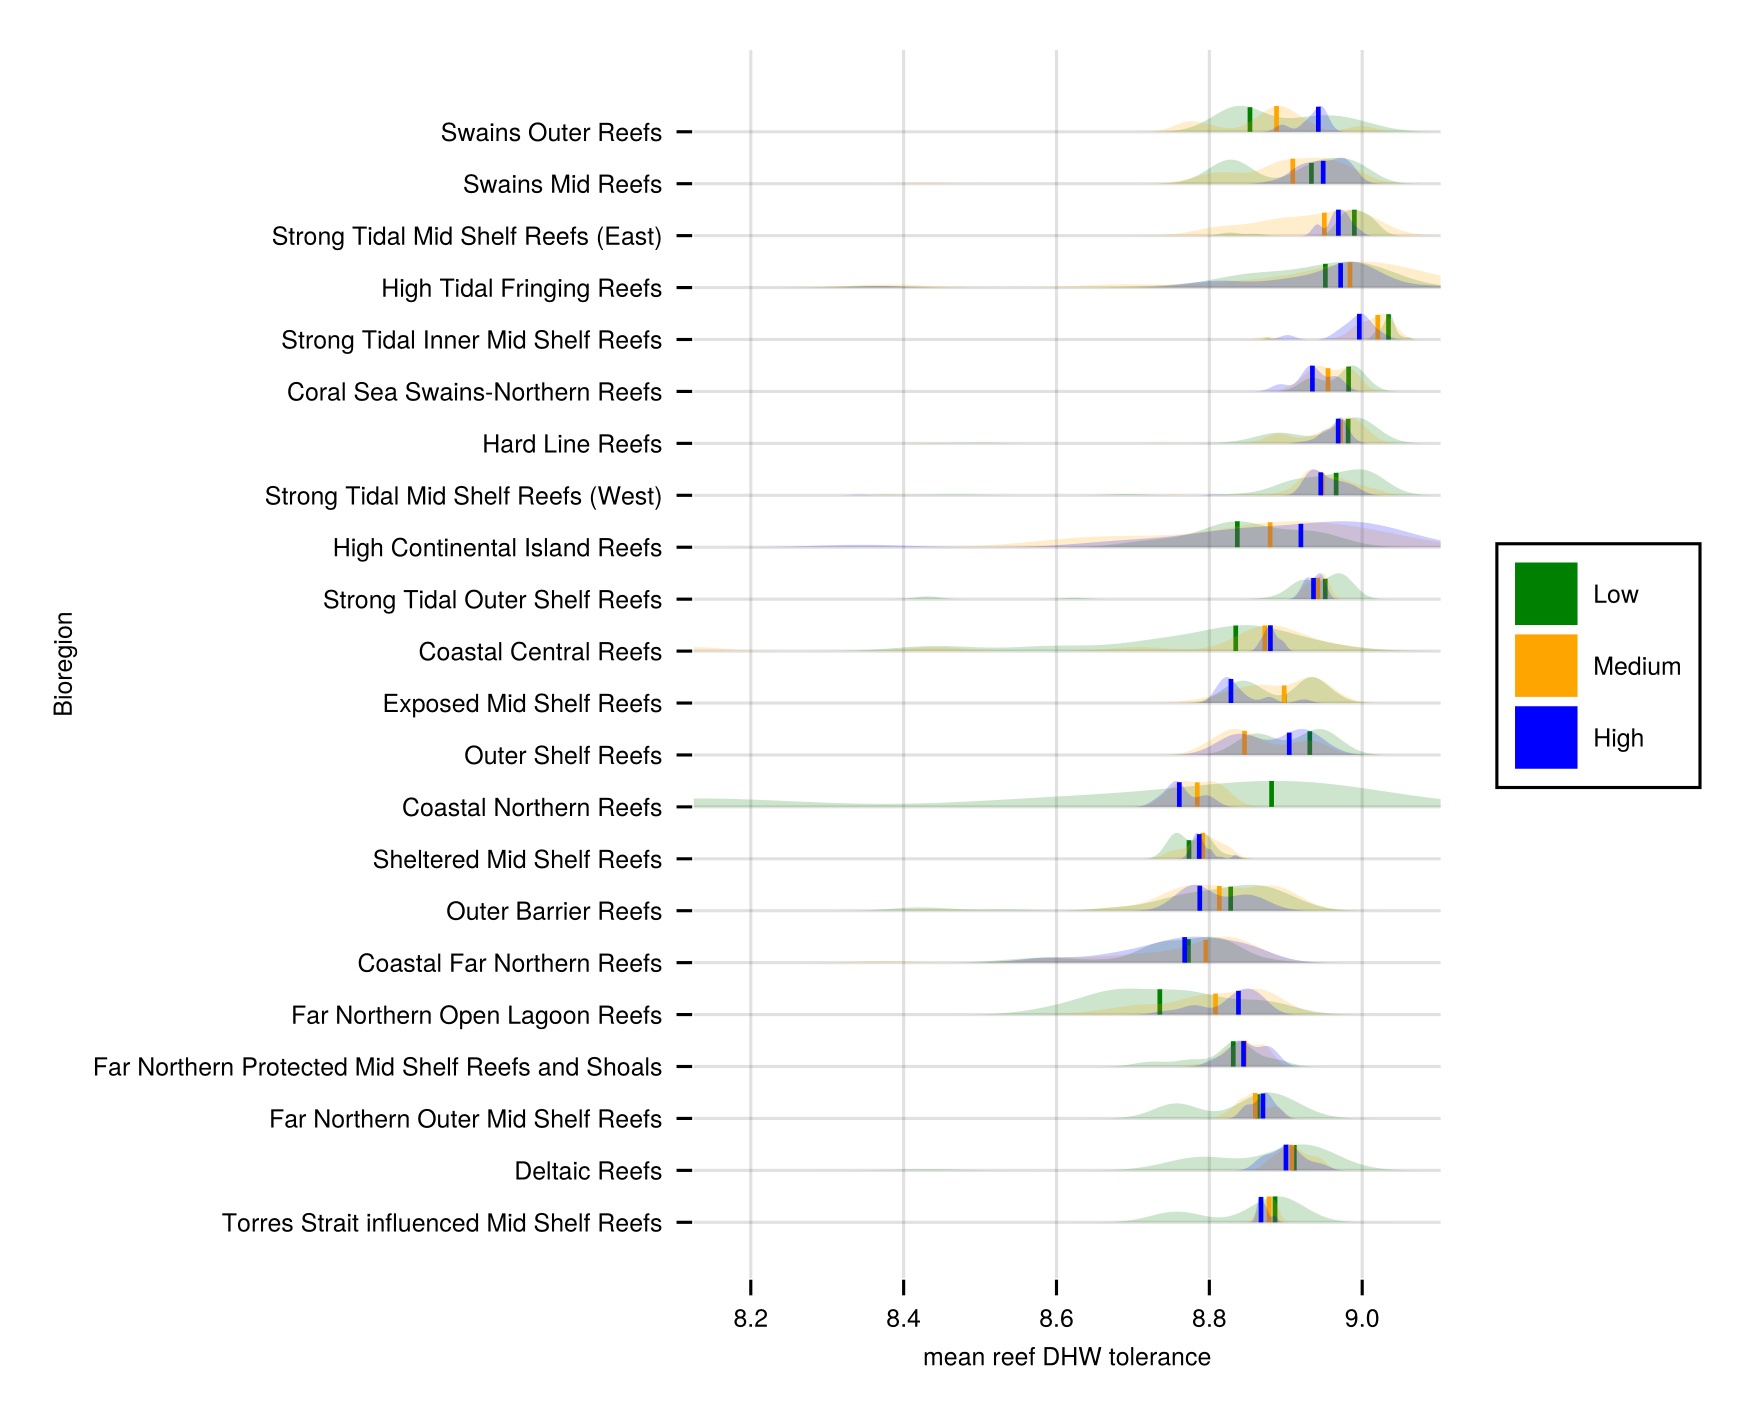 Swains Outer Reefs
Swains Mid Reefs
Strong Tidal Mid Shelf Reefs (East)
High Tidal Fringing Reefs
Strong Tidal Inner Mid Shelf Reefs
Coral Sea Swains-Northern Reefs
Hard Line Reefs
Strong Tidal Mid Shelf Reefs (West)
High Continental Island Reefs
Strong Tidal Outer Shelf Reefs
Coastal Central Reefs
Exposed Mid Shelf Reefs
Outer Shelf Reefs
Coastal Northern Reefs
Sheltered Mid Shelf Reefs
Outer Barrier Reefs
Coastal Far Northern Reefs
Far Northern Open Lagoon Reefs
Far Northern Protected Mid Shelf Reefs and Shoals
Far Northern Outer Mid Shelf Reefs
Deltaic Reefs
Torres Strait influenced Mid Shelf Reefs
Bioregion
8.2 8.4 8.6 8.8 9.0
mean reef DHW tolerance
Low
Medium
High